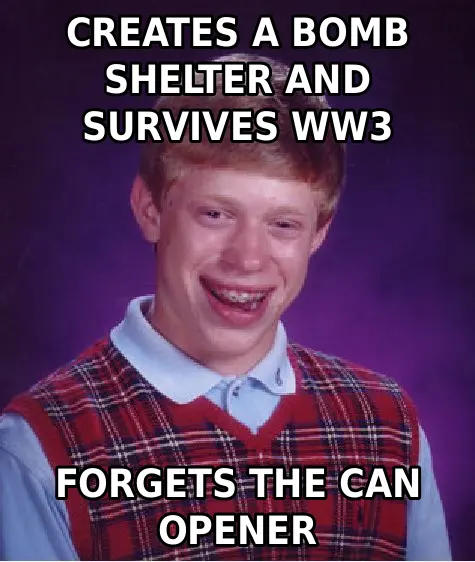 CREATES A BOMB
SHELTER AND
SURVIVES WW3
FORGETS THE CAN
OPENER